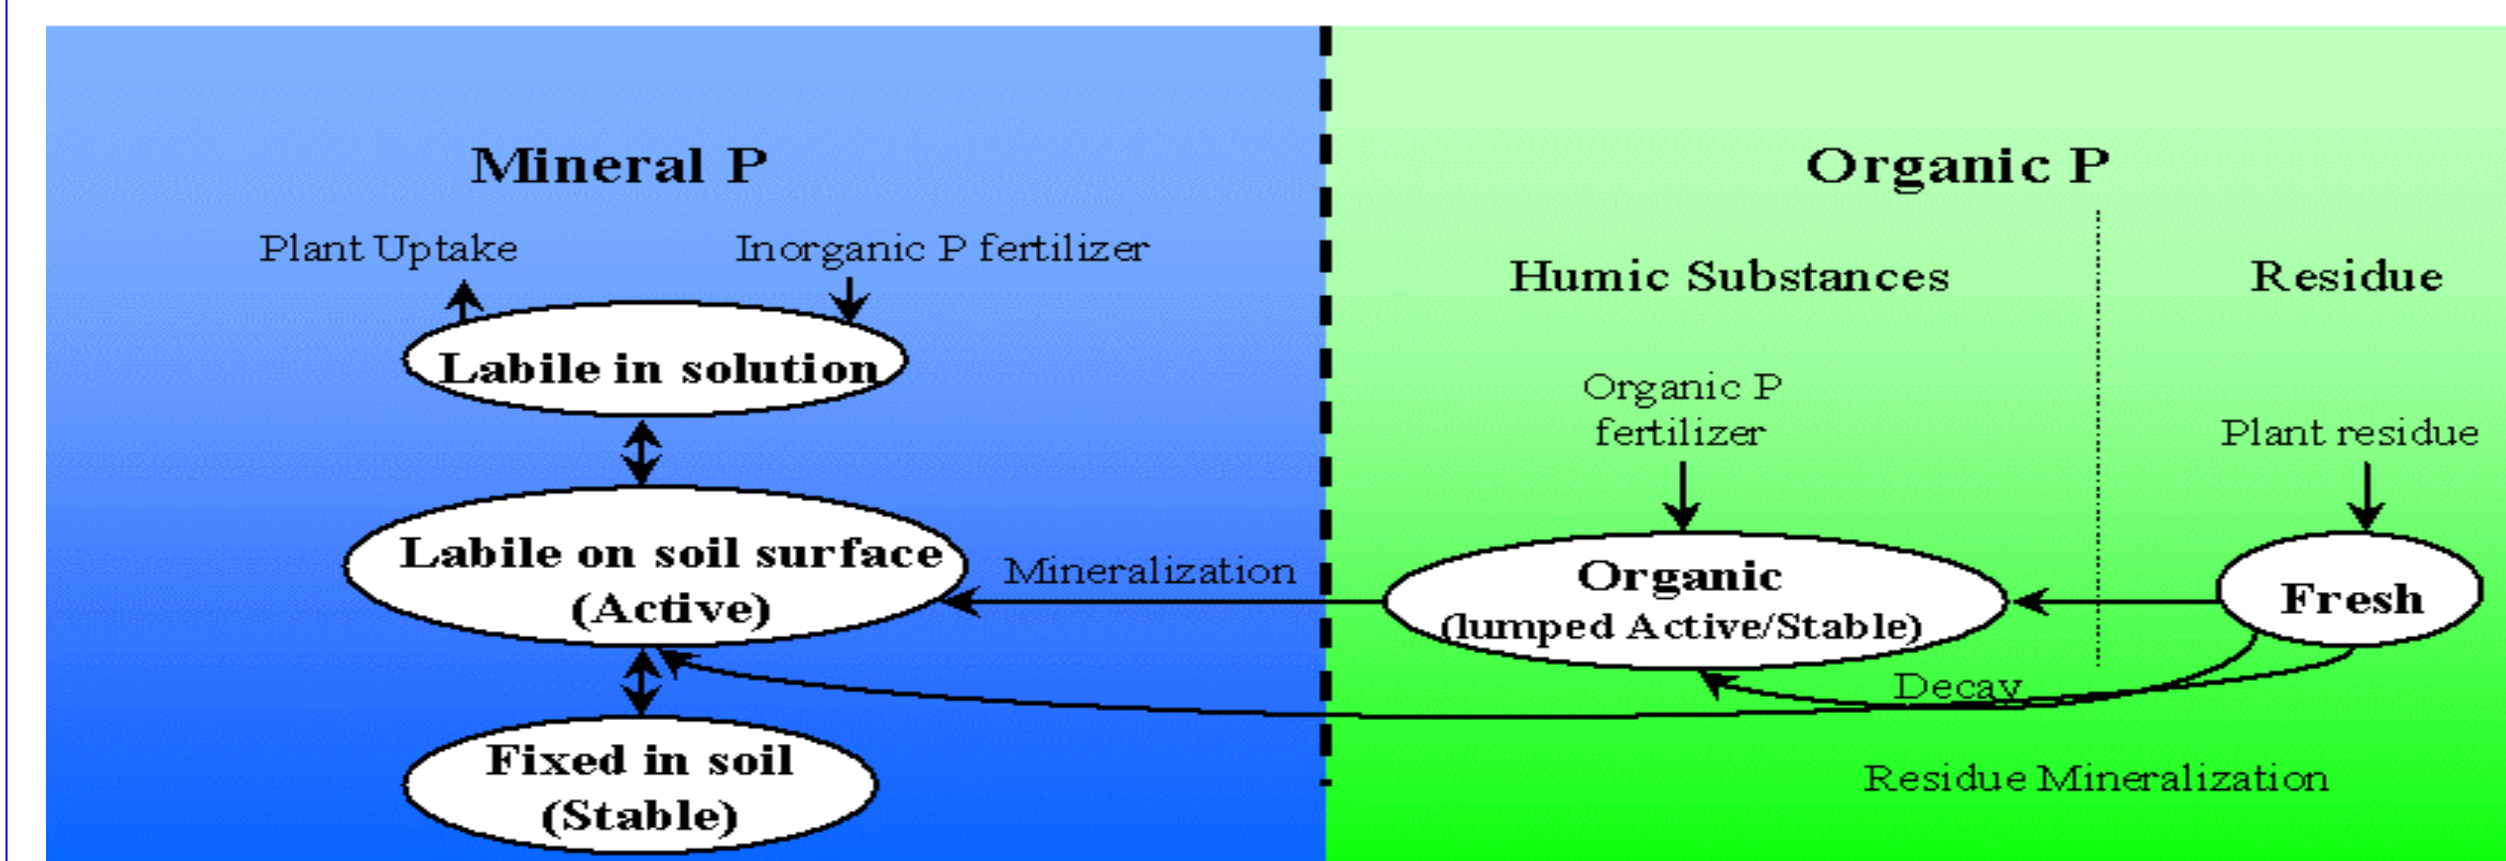 Mineral P
Plant Uptake
Inorganic P fertilizer
Labile in solution
Labile on soil surface
(Active)
Fixed in soil
(Stable)
Mineralization
Organic P
Humic Substances
Residue
Organic P
fertilizer
Plant residue
Organic
(lumped Active/Stable)
Fresh
Decay
Residue Mineralization